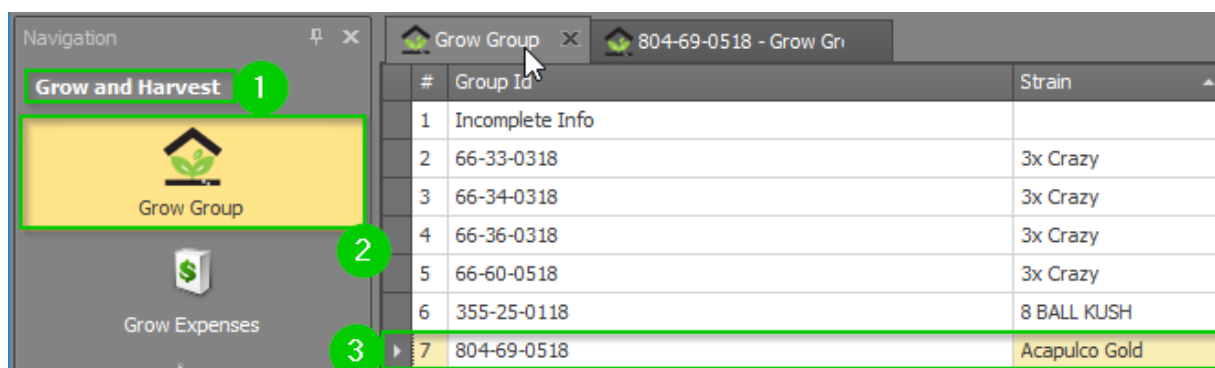 Navigation
Grow and Harvest 1
Grow Group
2
Grow Expenses
3
Grow Group 804-69-0518 - Grow Gr
# Group Id Strain
1 Incomplete Info
2 66-33-0318 3x Crazy
3 66-34-0318 3x Crazy
4 66-36-0318 3x Crazy
5 66-60-0518 3x Crazy
6 355-25-0118 8 BALL KUSH
7 804-69-0518 Acapulco Gold